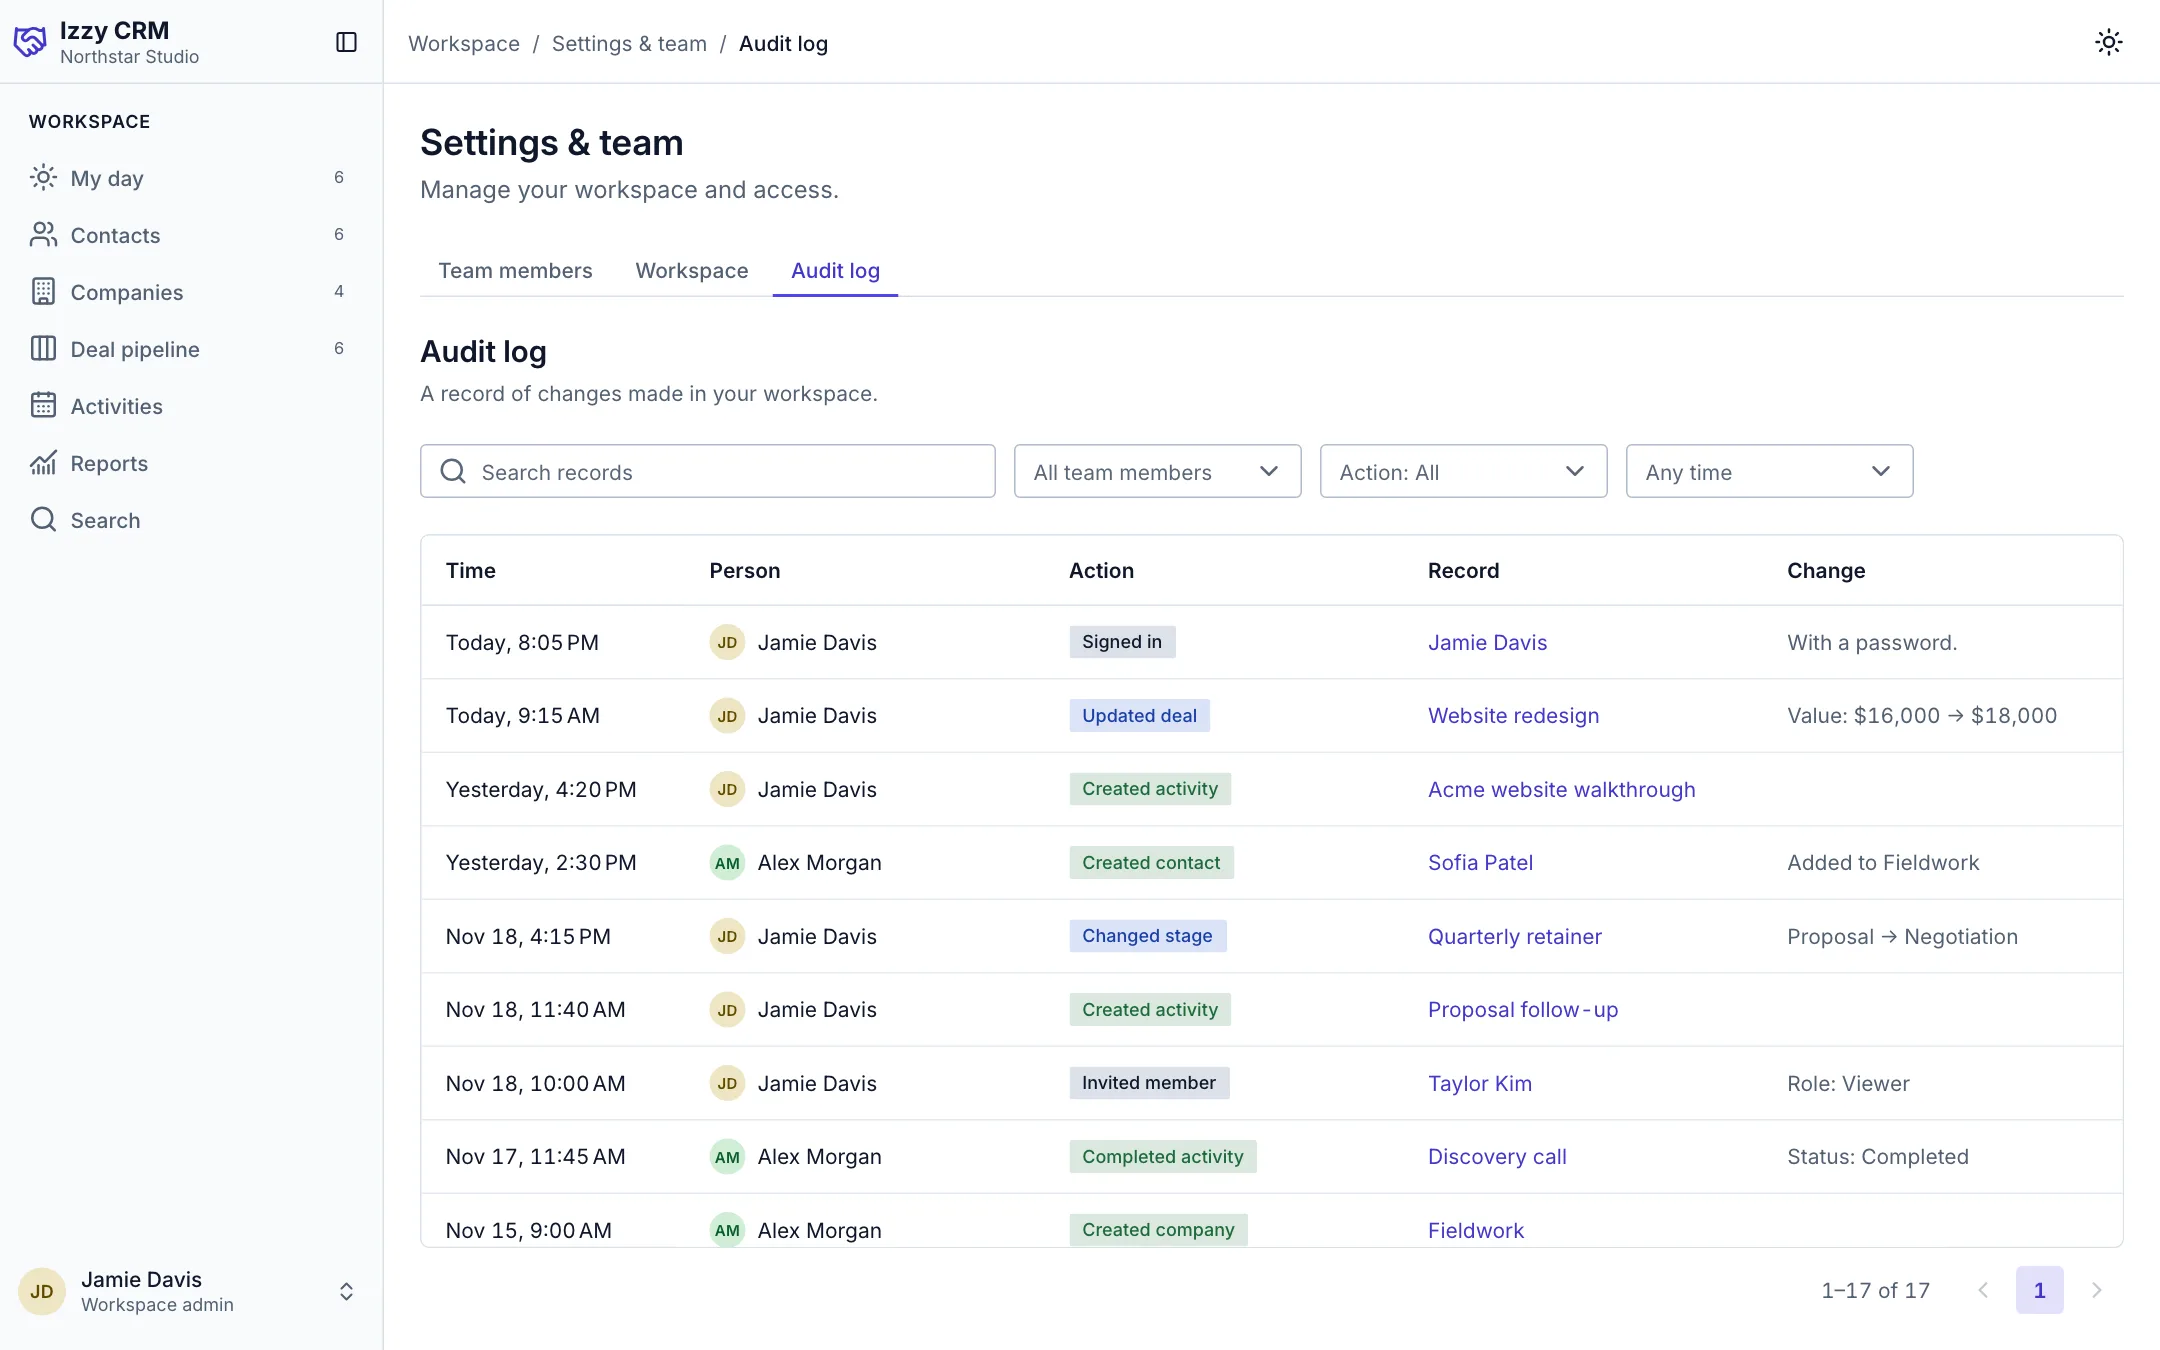 Izzy CRM
Northstar Studio
Workspace / Settings & team / Audit log
WORKSPACE
My day 6
Contacts 6
Companies 4
Deal pipeline 6
Activities
Reports
Search
Settings & team
Manage your workspace and access.
Team members Workspace Audit log
Audit log
A record of changes made in your workspace.
Search records All team members Action: All Any time
Time Person Action Record Change
Today, 8:05 PM JD Jamie Davis Signed in Jamie Davis With a password.
Today, 9:15 AM JD Jamie Davis Updated deal Website redesign Value: $16,000 → $18,000
Yesterday, 4:20 PM JD Jamie Davis Created activity Acme website walkthrough
Yesterday, 2:30 PM AM Alex Morgan Created contact Sofia Patel Added to Fieldwork
Nov 18, 4:15 PM JD Jamie Davis Changed stage Quarterly retainer Proposal → Negotiation
Nov 18, 11:40 AM JD Jamie Davis Created activity Proposal follow-up
Nov 18, 10:00 AM JD Jamie Davis Invited member Taylor Kim Role: Viewer
Nov 17, 11:45 AM AM Alex Morgan Completed activity Discovery call Status: Completed
Nov 15, 9:00 AM AM Alex Morgan Created company Fieldwork
1–17 of 17 1
JD Jamie Davis
Workspace admin